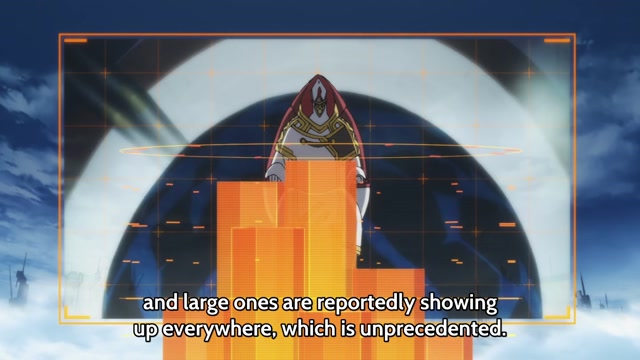 and large ones are reportedly showing
up everywhere, which is unprecedented.